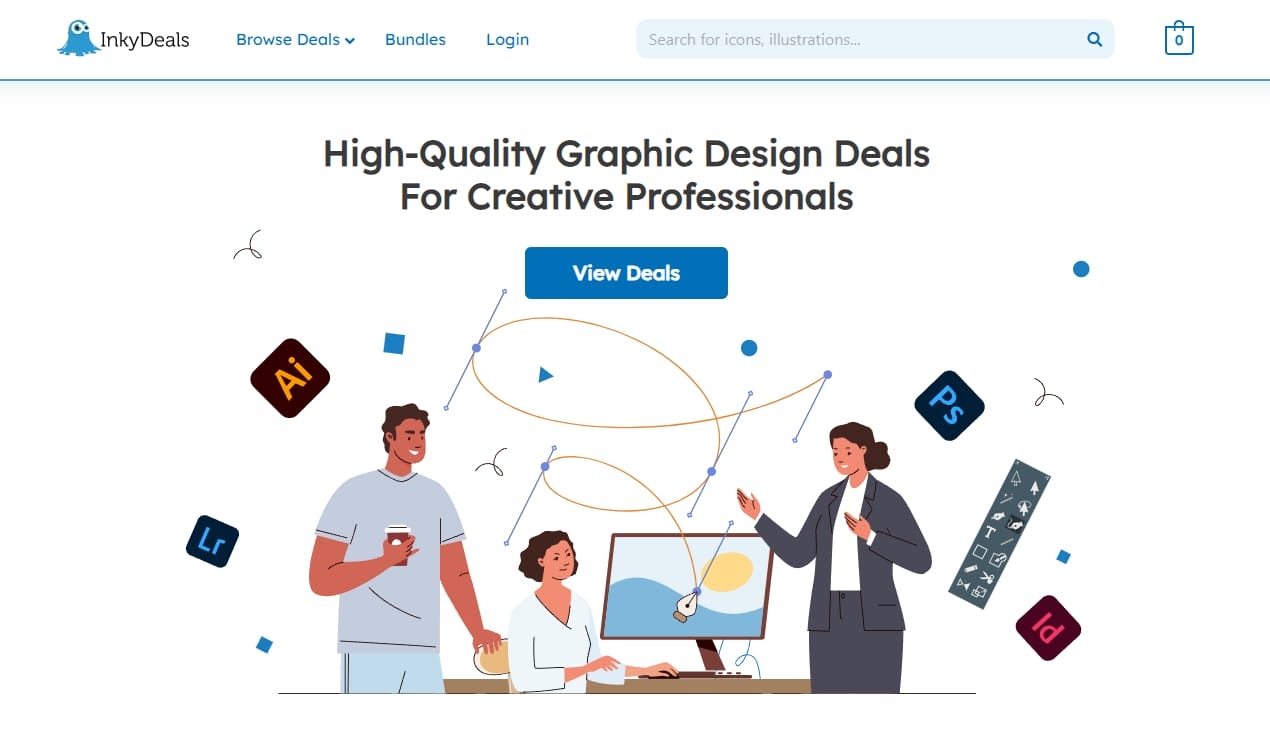 InkyDeals
Browse Deals
Bundles
Login
Search for icons, illustrations...
0
High-Quality Graphic Design Deals
For Creative Professionals
View Deals
Ai
Ps
Lr
T
Id